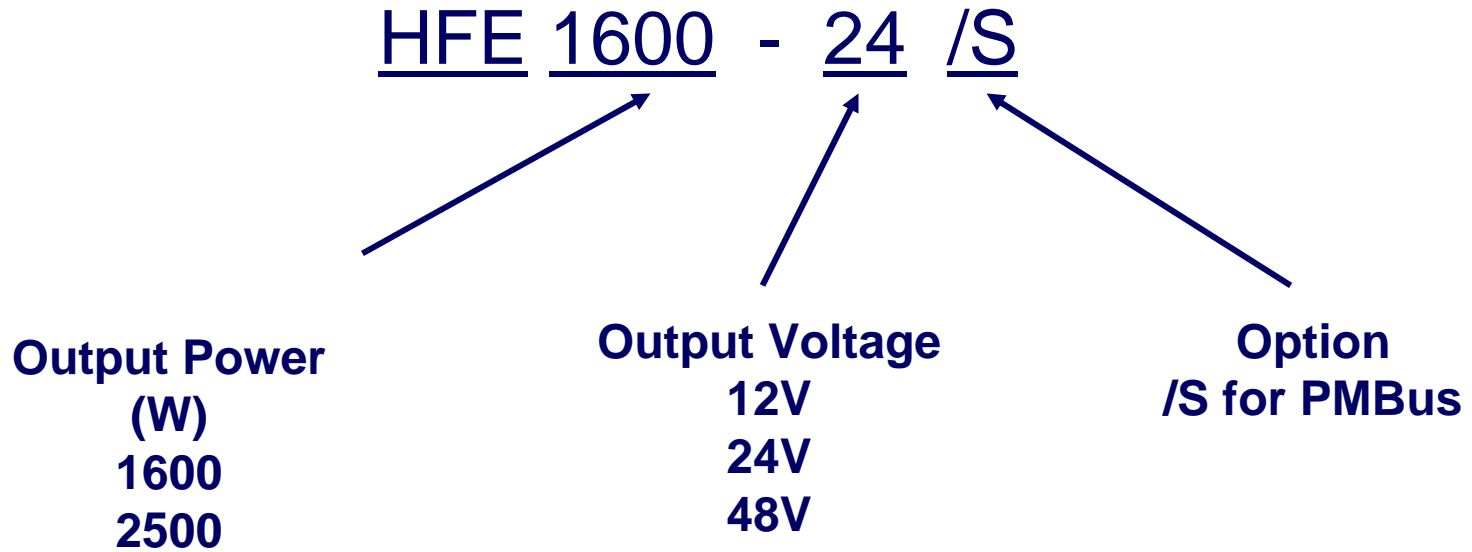 HFE 1600 - 24 /S
Output Power
(W)
1600
2500
Output Voltage
12V
24V
48V
Option
/S for PMBus